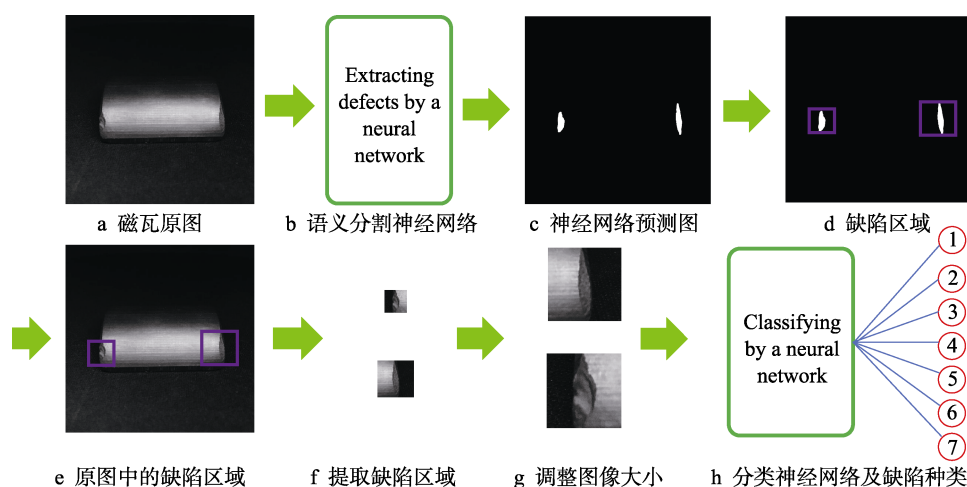 Extracting
defects by a
neural
network
a 磁瓦原图
b 语义分割神经网络
c 神经网络预测图
d 缺陷区域
Classifying
by a neural
network
1
2
3
4
5
6
7
e 原图中的缺陷区域
f 提取缺陷区域
g 调整图像大小
h 分类神经网络及缺陷种类